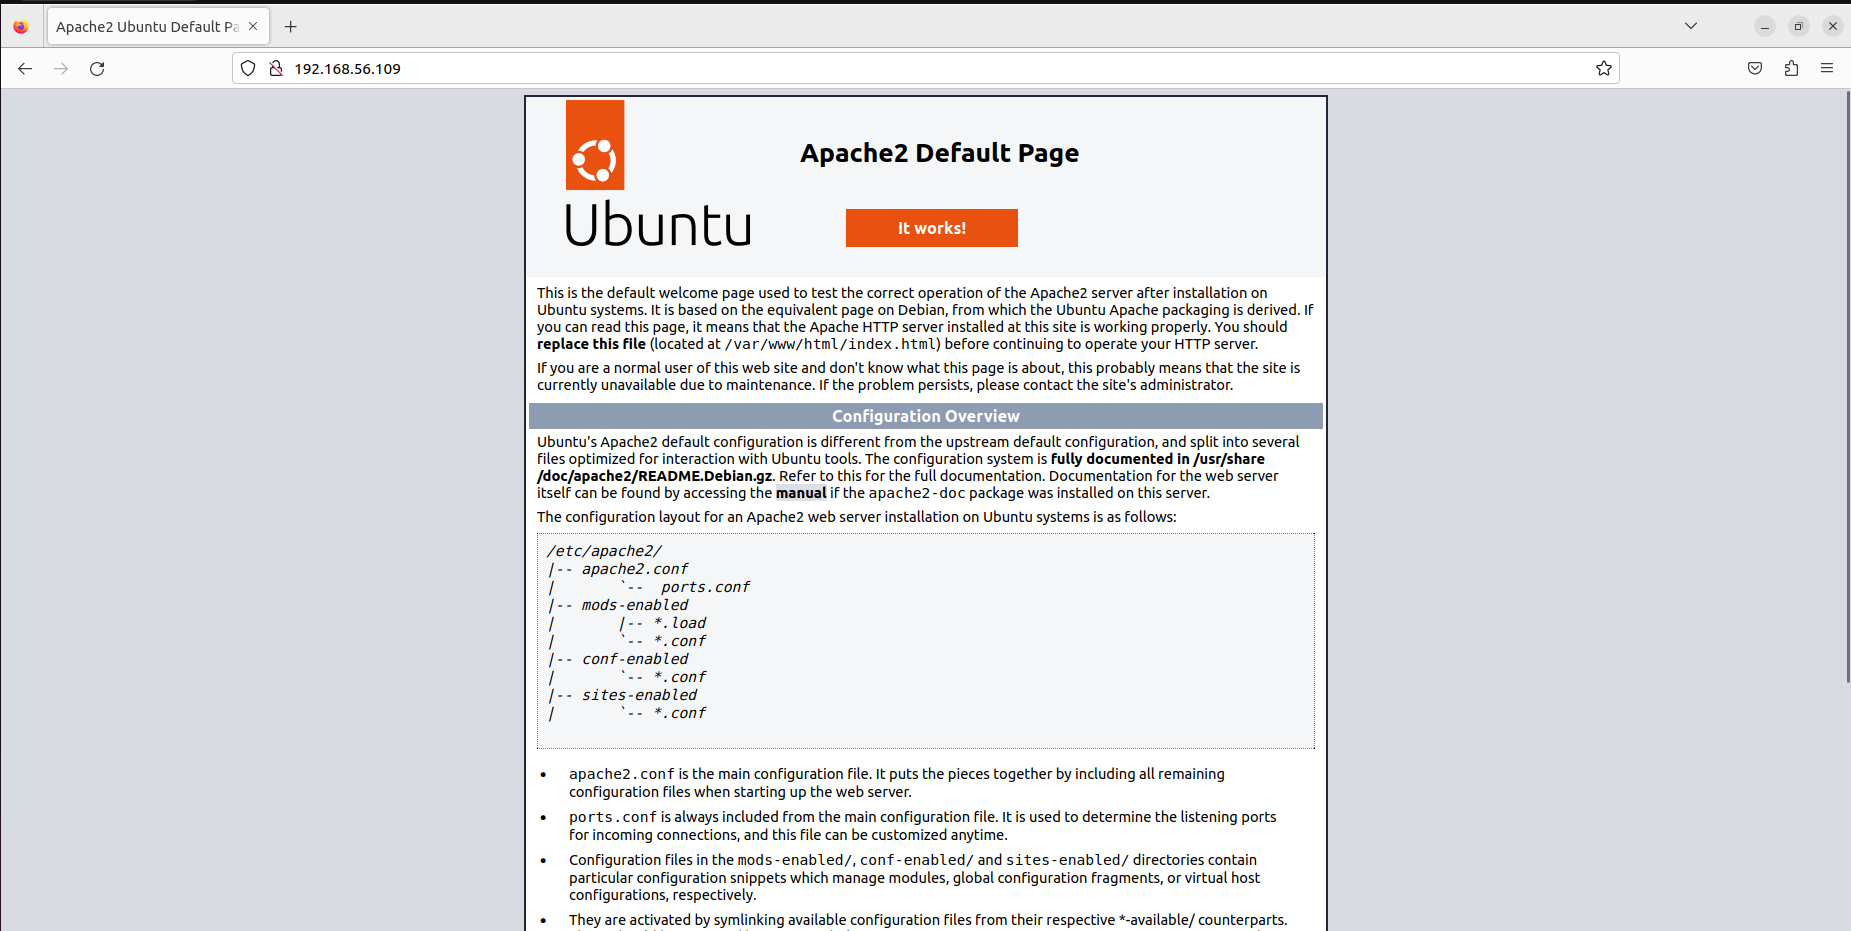 Apache2 Ubuntu Default Pa
192.168.56.109
Apache2 Default Page
Ubuntu
It works!
This is the default welcome page used to test the correct operation of the Apache2 server after installation on
Ubuntu systems. It is based on the equivalent page on Debian, from which the Ubuntu Apache packaging is derived. If
you can read this page, it means that the Apache HTTP server installed at this site is working properly. You should
replace this file (located at /var/www/html/index.html) before continuing to operate your HTTP server.
If you are a normal user of this web site and don't know what this page is about, this probably means that the site is
currently unavailable due to maintenance. If the problem persists, please contact the site's administrator.
Configuration Overview
Ubuntu's Apache2 default configuration is different from the upstream default configuration, and split into several
files optimized for interaction with Ubuntu tools. The configuration system is fully documented in /usr/share
/doc/apache2/README.Debian.gz. Refer to this for the full documentation. Documentation for the web server
itself can be found by accessing the manual if the apache2-doc package was installed on this server.
The configuration layout for an Apache2 web server installation on Ubuntu systems is as follows:
/etc/apache2/
|-- apache2.conf
|       `--  ports.conf
|-- mods-enabled
|       |-- *.load
|       `-- *.conf
|-- conf-enabled
|       `-- *.conf
|-- sites-enabled
|       `-- *.conf
• apache2.conf is the main configuration file. It puts the pieces together by including all remaining
configuration files when starting up the web server.
• ports.conf is always included from the main configuration file. It is used to determine the listening ports
for incoming connections, and this file can be customized anytime.
• Configuration files in the mods-enabled/, conf-enabled/ and sites-enabled/ directories contain
particular configuration snippets which manage modules, global configuration fragments, or virtual host
configurations, respectively.
• They are activated by symlinking available configuration files from their respective *-available/ counterparts.